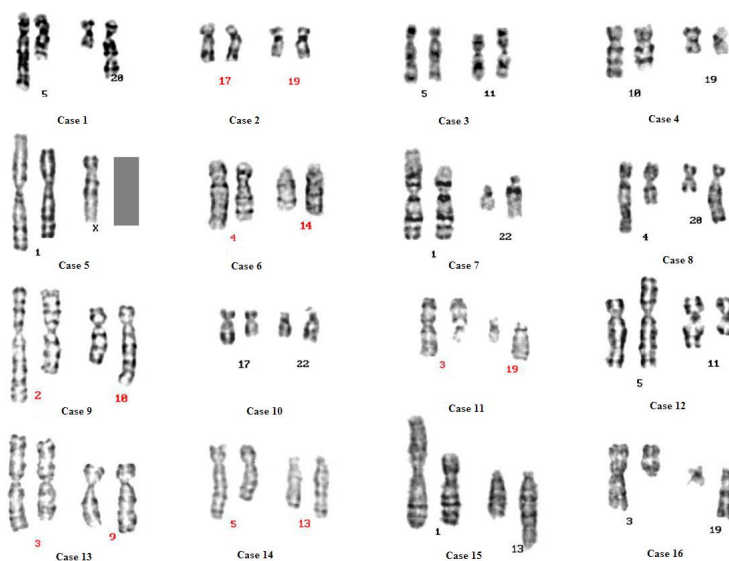 5 20
Case 1
17 19
Case 2
5 11
Case 3
10 19
Case 4
1 X
Case 5
4 14
Case 6
1 22
Case 7
4 20
Case 8
2 10
Case 9
17 22
Case 10
3 19
Case 11
5 11
Case 12
3 9
Case 13
5 13
Case 14
1 13
Case 15
3 19
Case 16